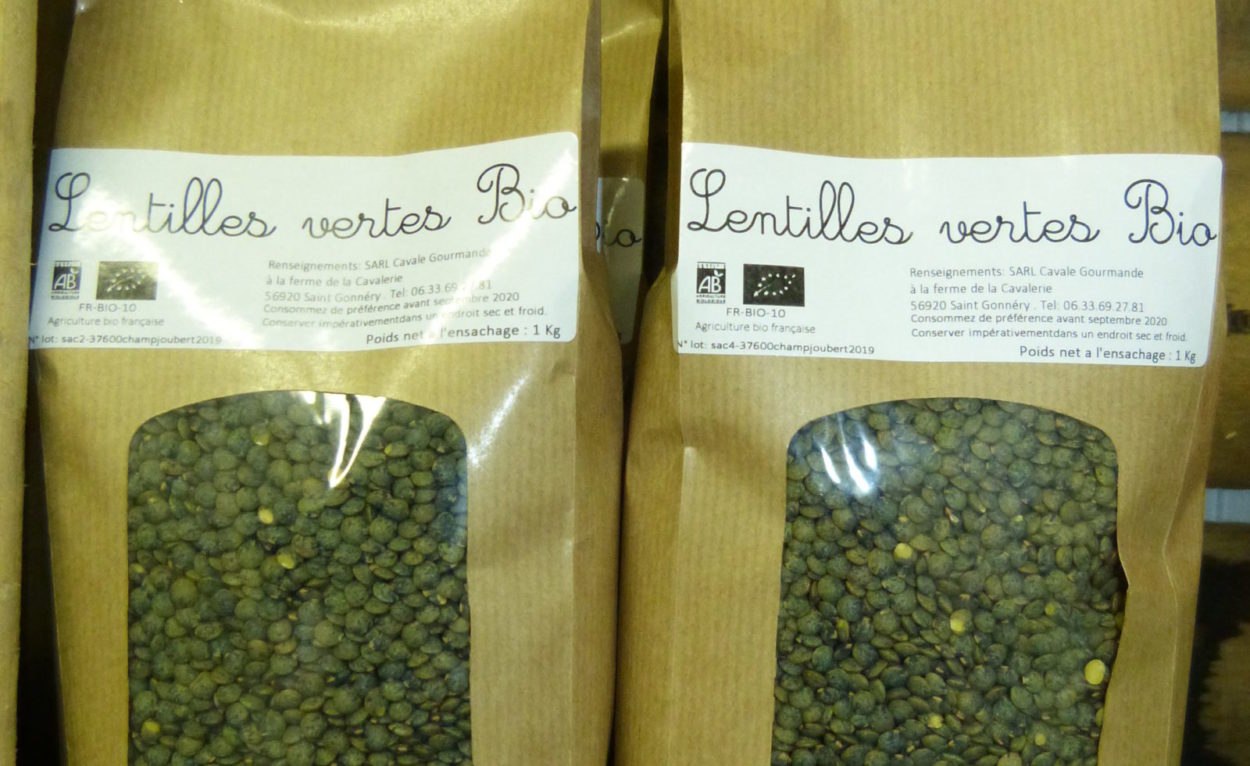 Lentilles vertes Bio
Renseignements: SARL Cavale Gourmande
à la ferme de la Cavalerie
56920 Saint Gonnéry . Tel: 06.33.69.27.81
Consommez de préférence avant septembre 2020
Conserver impérativementdans un endroit sec et froid.
AB
FR-BIO-10
Agriculture bio française
N° lot: sac2-37600champjoubert2019
Poids net a l'ensachage : 1 Kg
Bio
Lentilles vertes Bio
Renseignements: SARL Cavale Gourmande
à la ferme de la Cavalerie
56920 Saint Gonnéry . Tel: 06.33.69.27.81
Consommez de préférence avant septembre 2020
Conserver impérativementdans un endroit sec et froid.
AB
AGRICULTURE
BIOLOGIQUE
FR-BIO-10
Agriculture bio française
N° lot: sac4-37600champjoubert2019
Poids net a l'ensachage : 1 Kg